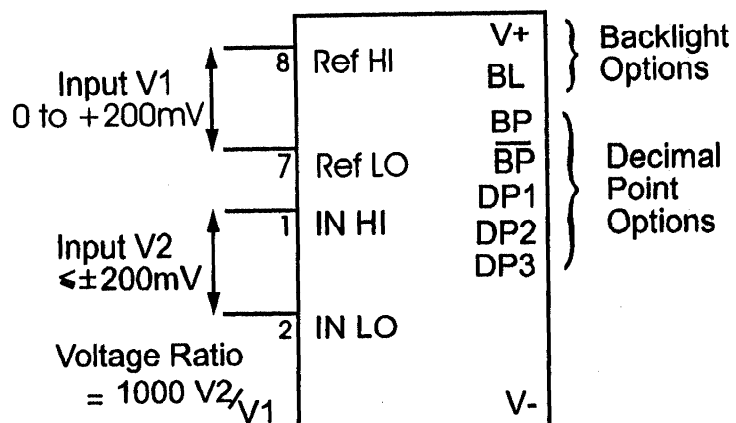 Input V1
0 to +200mV
8 Ref HI
7 Ref LO
Input V2
≤±200mV
1 IN HI
2 IN LO
Voltage Ratio
= 1000 V2/V1
V+
BL
Backlight
Options
BP
B̅P̅
DP1
DP2
DP3
Decimal
Point
Options
V-